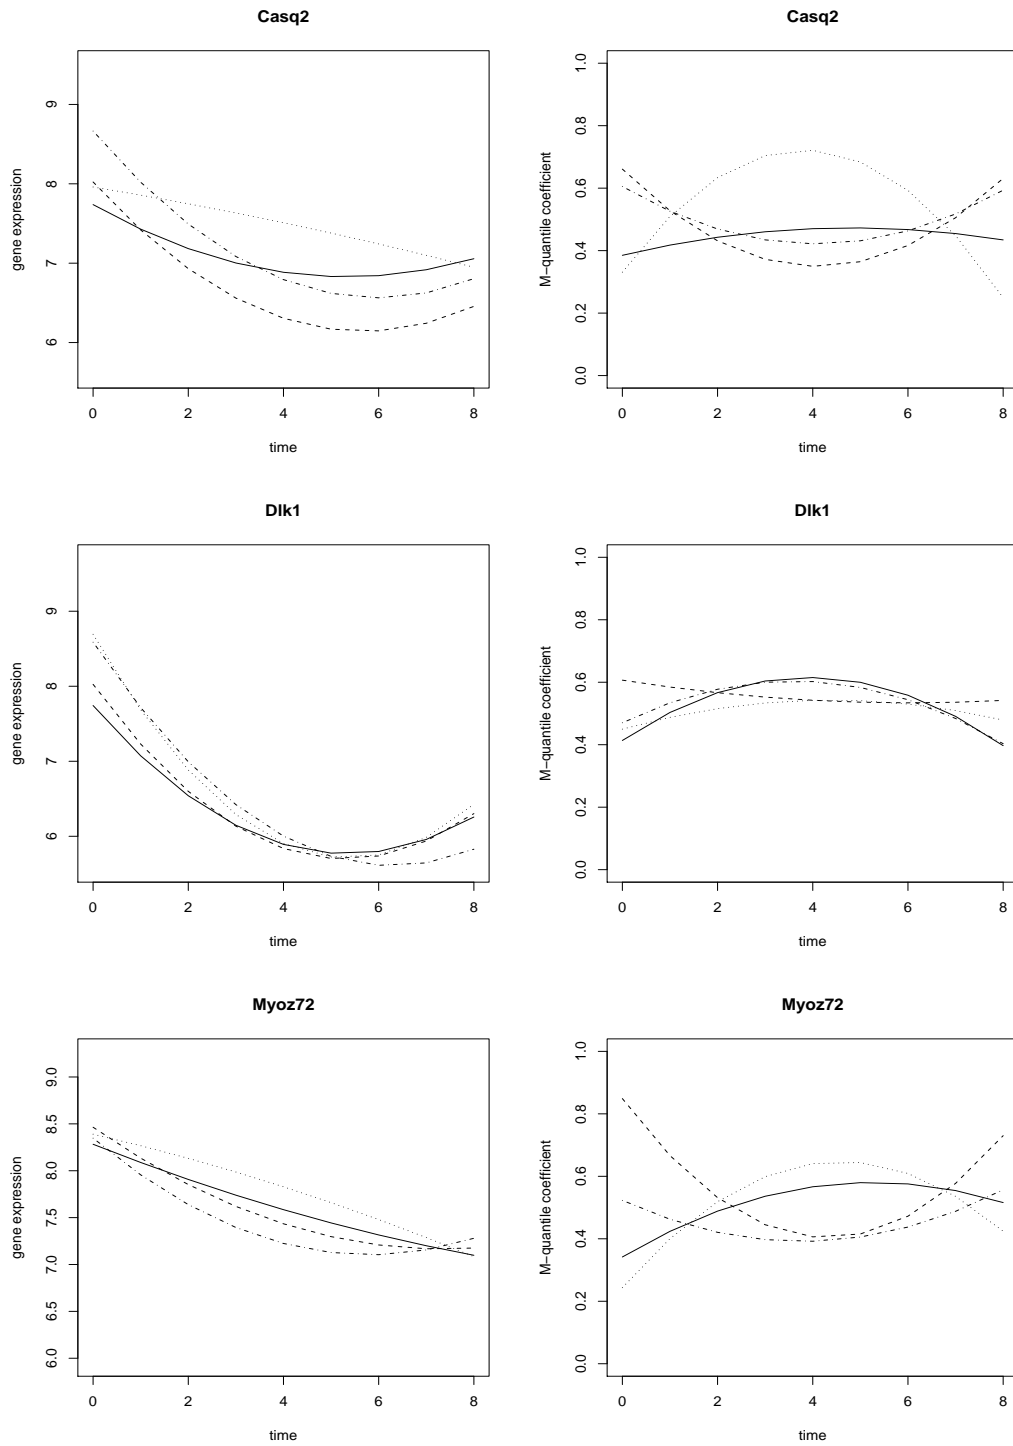 Casq2
gene expression
9
8
7
6
0 2 4 6 8
time
Casq2
M−quantile coefficient
1.0
0.8
0.6
0.4
0.2
0.0
0 2 4 6 8
time
Dlk1
gene expression
9
8
7
6
0 2 4 6 8
time
Dlk1
M−quantile coefficient
1.0
0.8
0.6
0.4
0.2
0.0
0 2 4 6 8
time
Myoz72
gene expression
9.0
8.5
8.0
7.5
7.0
6.5
6.0
0 2 4 6 8
time
Myoz72
M−quantile coefficient
1.0
0.8
0.6
0.4
0.2
0.0
0 2 4 6 8
time